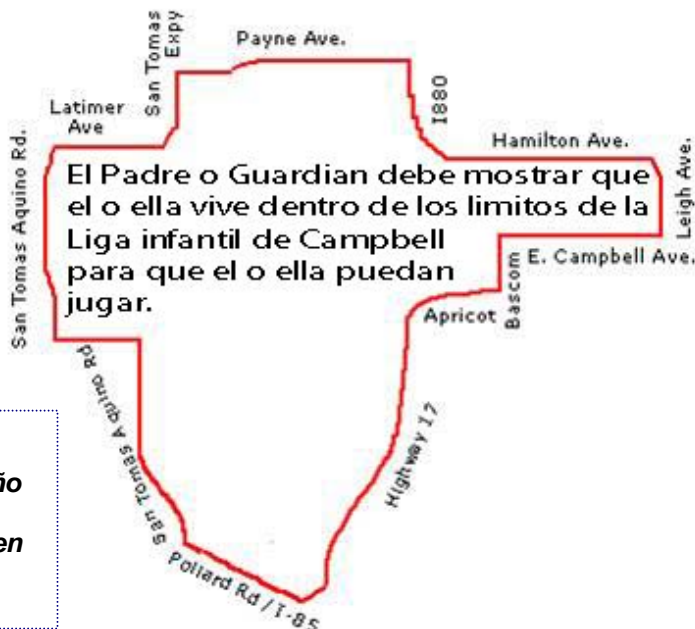 San Tomas
Expy
Payne Ave.
I880
Latimer
Ave
Hamilton Ave.
San Tomas Aquino Rd.
Leigh Ave.
El Padre o Guardian debe mostrar que
el o ella vive dentro de los limitos de la
Liga infantil de Campbell
para que el o ella puedan
jugar.
E. Campbell Ave.
Bascom
Apricot
San Tomas Aquino Rd
Highway 17
Pollard Rd / I-85
ño
en